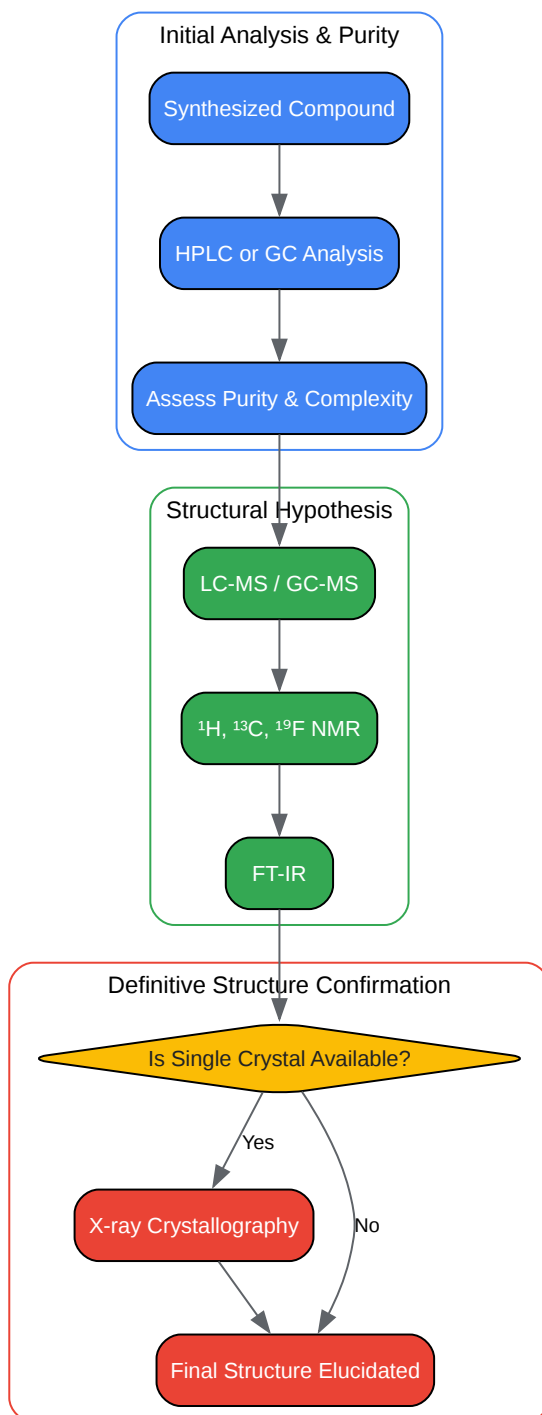 Initial Analysis & Purity
Synthesized Compound
HPLC or GC Analysis
Assess Purity & Complexity
Structural Hypothesis
LC-MS / GC-MS
¹H, ¹³C, ¹⁹F NMR
FT-IR
Definitive Structure Confirmation
Is Single Crystal Available?
Yes
X-ray Crystallography
No
Final Structure Elucidated